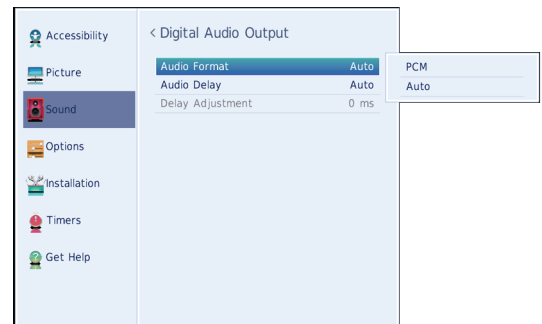 Accessibility
Picture
Sound
Options
Installation
Timers
Get Help
< Digital Audio Output
Audio Format Auto
Audio Delay Auto
Delay Adjustment 0 ms
PCM
Auto